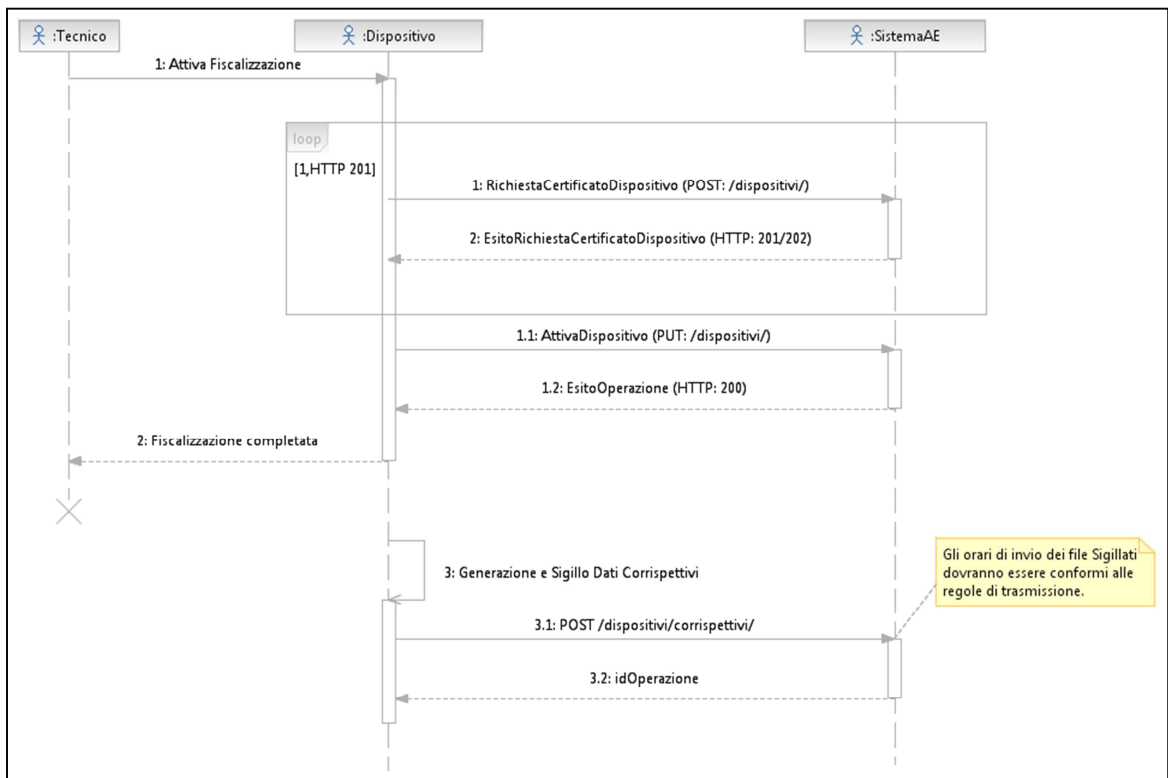 :Tecnico
:Dispositivo
:SistemaAE
1: Attiva Fiscalizzazione
loop
[1,HTTP 201]
1: RichiestaCertificatoDispositivo (POST: /dispositivi/)
2: EsitoRichiestaCertificatoDispositivo (HTTP: 201/202)
1.1: AttivaDispositivo (PUT: /dispositivi/)
1.2: EsitoOperazione (HTTP: 200)
2: Fiscalizzazione completata
3: Generazione e Sigillo Dati Corrispettivi
Gli orari di invio dei file Sigillati
dovranno essere conformi alle
regole di trasmissione.
3.1: POST /dispositivi/corrispettivi/
3.2: idOperazione